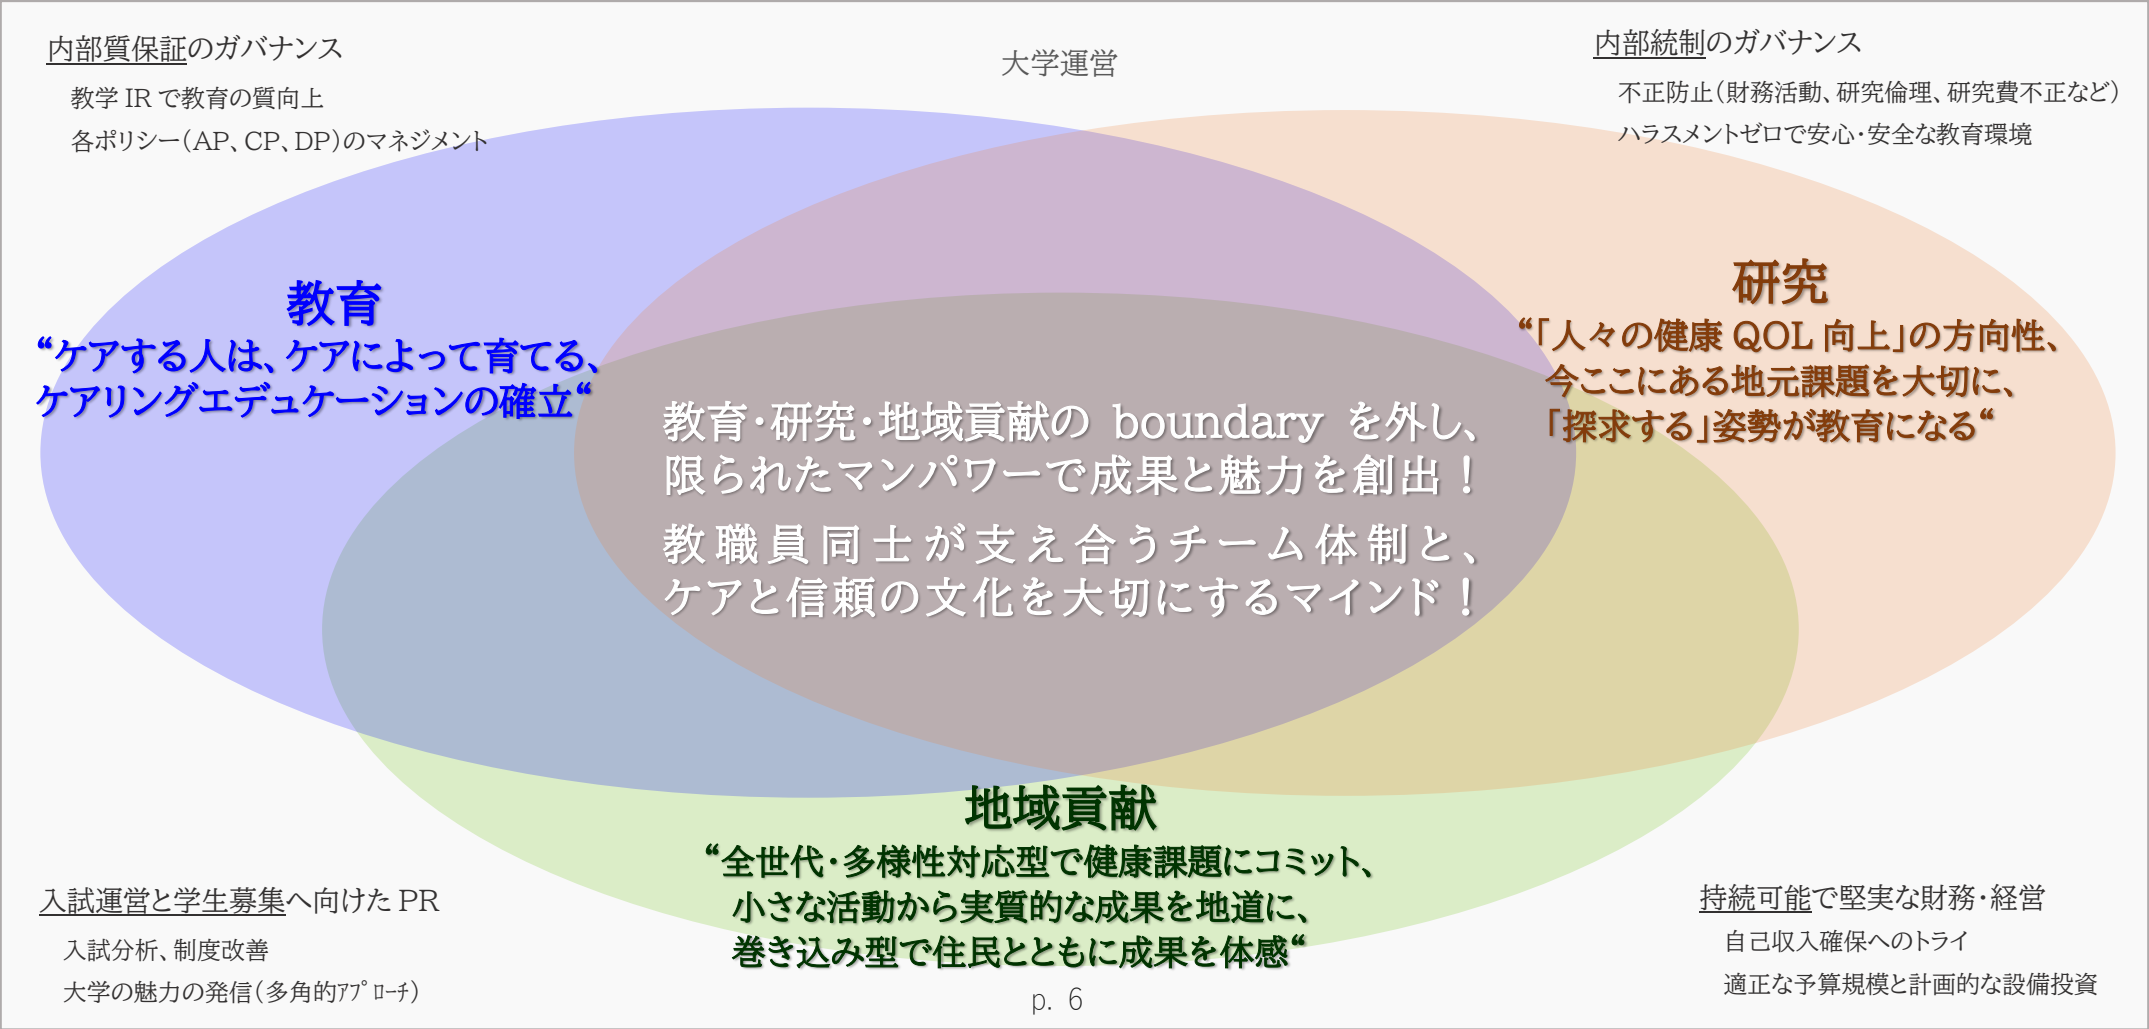 大学運営
内部質保証のガバナンス
教学 IR で教育の質向上
各ポリシー（AP、CP、DP）のマネジメント
内部統制のガバナンス
不正防止（財務活動、研究倫理、研究費不正など）
ハラスメントゼロで安心・安全な教育環境
教育
“ケアする人は、ケアによって育てる、
ケアリングエデュケーションの確立“
研究
“「人々の健康 QOL 向上」の方向性、
今ここにある地元課題を大切に、
「探求する」姿勢が教育になる“
教育・研究・地域貢献の boundary を外し、
限られたマンパワーで成果と魅力を創出！
教職員同士が支え合うチーム体制と、
ケアと信頼の文化を大切にするマインド！
地域貢献
“全世代・多様性対応型で健康課題にコミット、
小さな活動から実質的な成果を地道に、
巻き込み型で住民とともに成果を体感“
入試運営と学生募集へ向けた PR
入試分析、制度改善
大学の魅力の発信（多角的ｱﾌﾟﾛｰﾁ）
持続可能で堅実な財務・経営
自己収入確保へのトライ
適正な予算規模と計画的な設備投資
p. 6